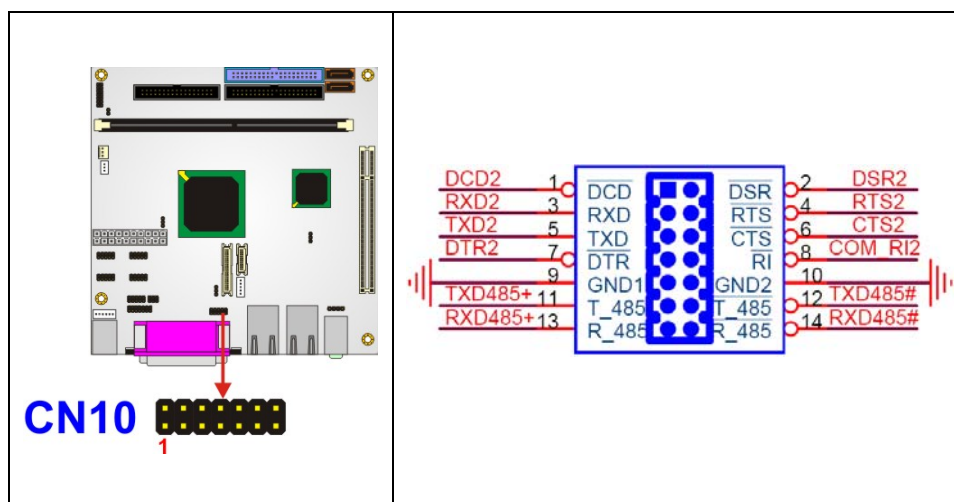 CN10
1
DCD2 1 DCD DSR 2 DSR2
RXD2 3 RXD RTS 4 RTS2
TXD2 5 TXD CTS 6 CTS2
DTR2 7 DTR RI 8 COM_RI2
9 GND1 GND2 10
TXD485+ 11 T_485 T_485 12 TXD485#
RXD485+ 13 R_485 R_485 14 RXD485#